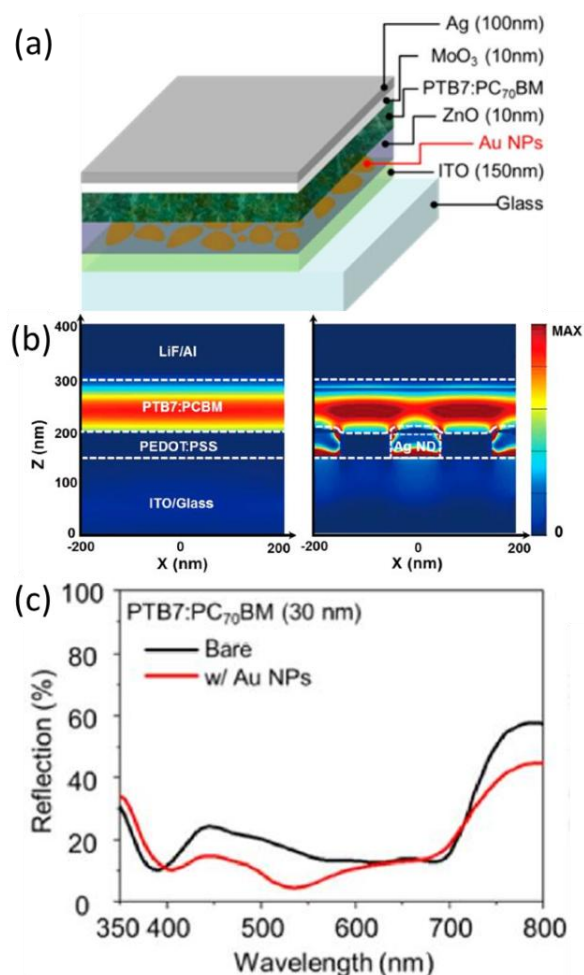 (a)
Ag (100nm)
MoO₃ (10nm)
PTB7:PC₇₀BM
ZnO (10nm)
Au NPs
ITO (150nm)
Glass
(b)
400
300
200
100
0
Z (nm)
LiF/Al
PTB7:PCBM
PEDOT:PSS
ITO/Glass
-200
0
200
X (nm)
Ag ND
-200
0
200
X (nm)
MAX
0
(c)
100
80
60
40
20
0
Reflection (%)
PTB7:PC₇₀BM (30 nm)
Bare
w/ Au NPs
350 400 500 600 700 800
Wavelength (nm)